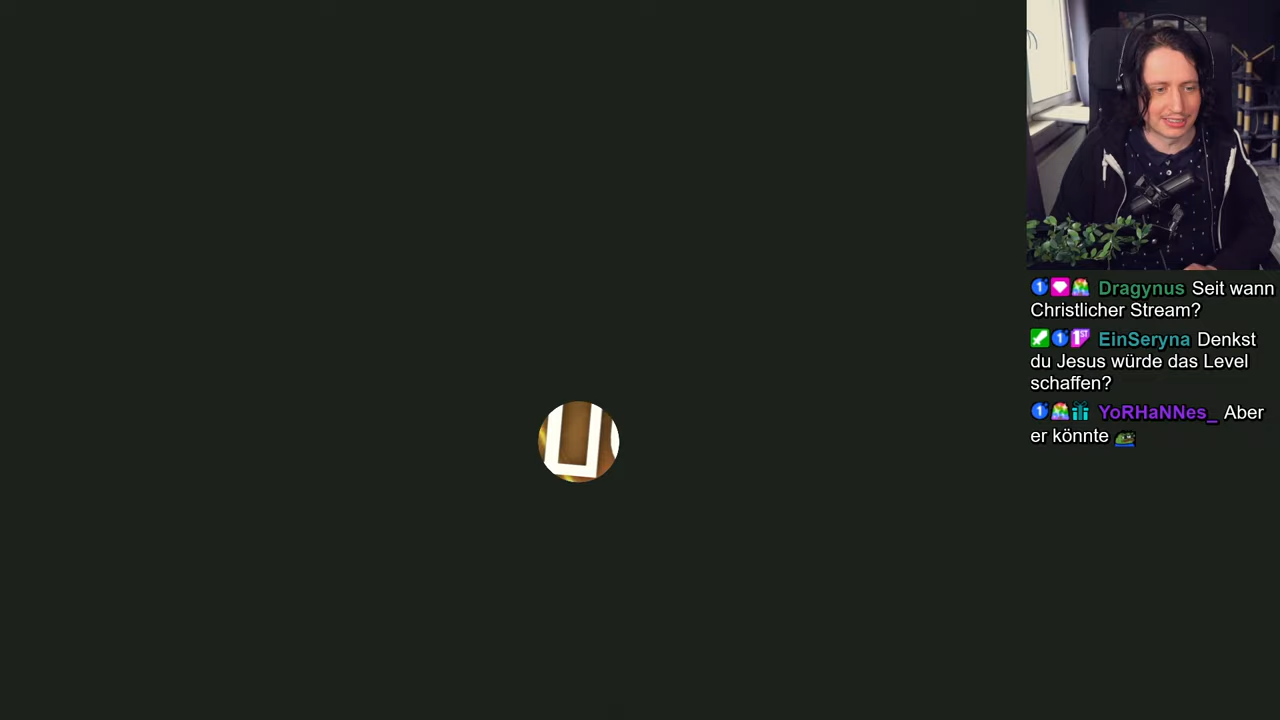 Dragynus Seit wann
Christlicher Stream?
EinSeryna Denkst
du Jesus würde das Level
schaffen?
YoRHaNNes_ Aber
er könnte